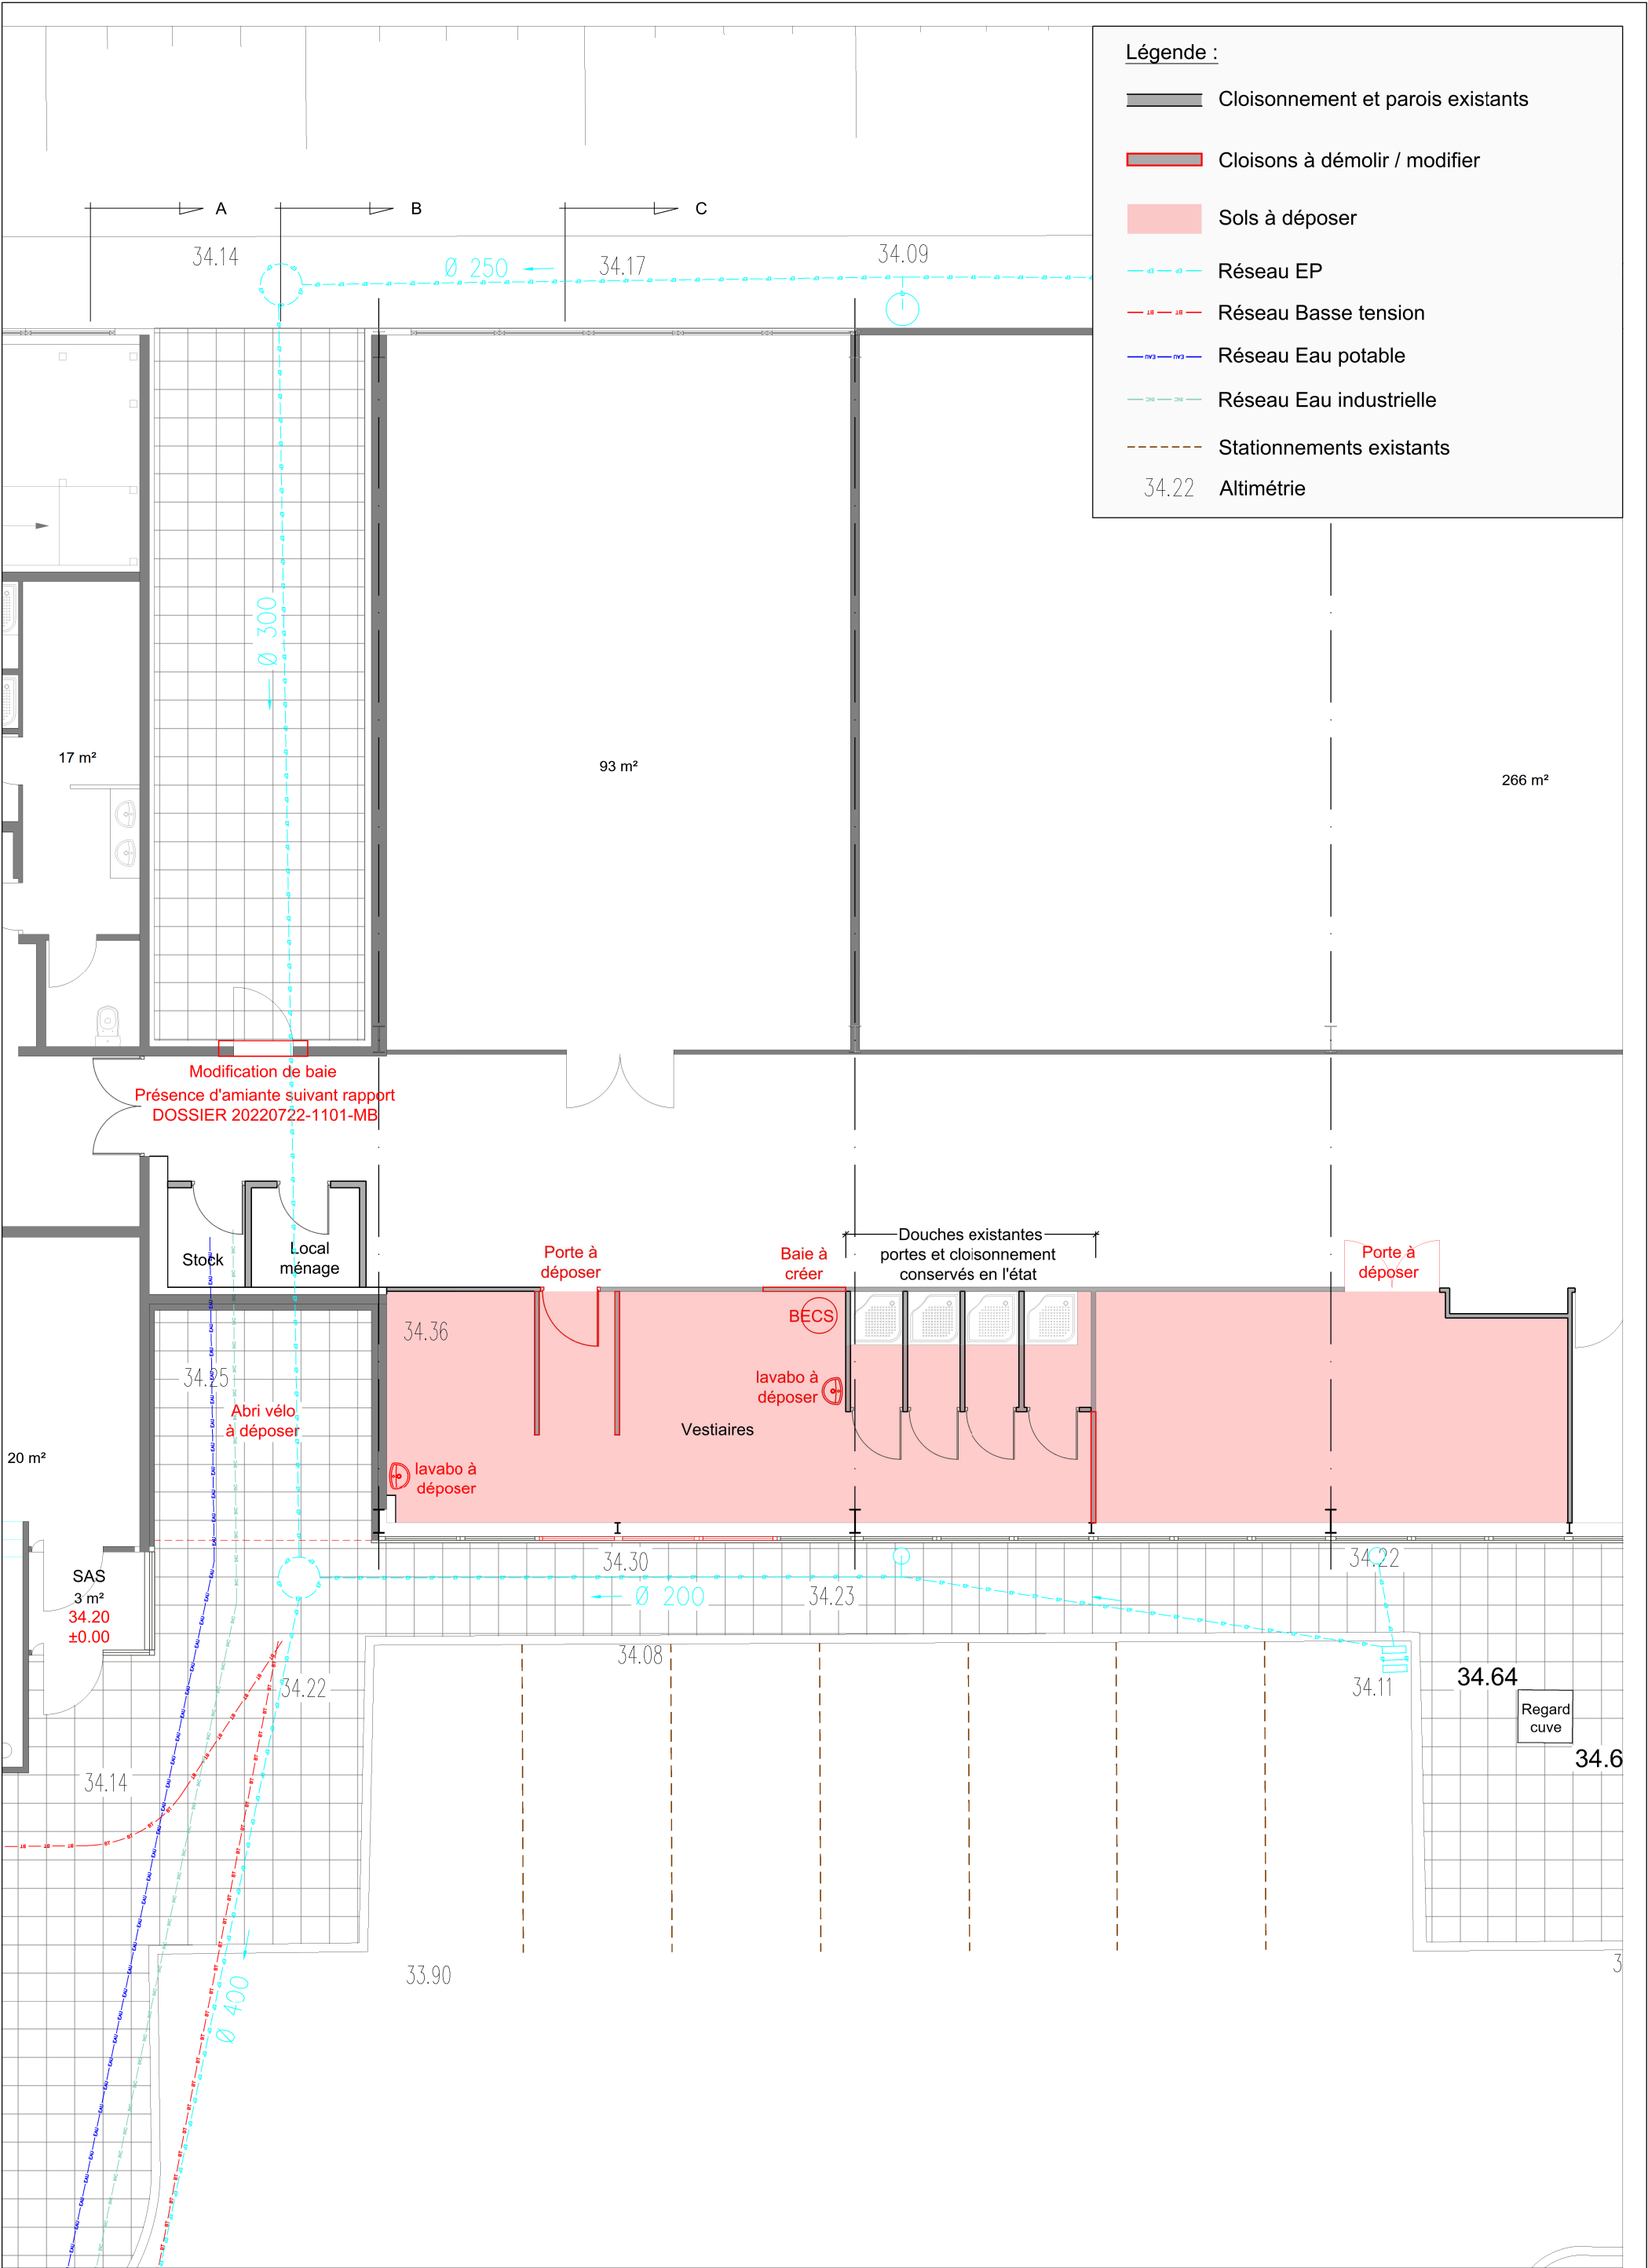 Légende :
Cloisonnement et parois existants
Cloisons à démolir / modifier
Sols à déposer
Réseau EP
Réseau Basse tension
Réseau Eau potable
Réseau Eau industrielle
Stationnements existants
34.22 Altimétrie
A
B
C
34.14
Ø 250
34.17
34.09
Ø 300
17 m²
93 m²
266 m²
Modification de baie
Présence d'amiante suivant rapport
DOSSIER 20220722-1101-MB
Stock
Local
ménage
Porte à
déposer
Baie à
créer
Douches existantes
portes et cloisonnement
conservés en l'état
Porte à
déposer
34.36
BECS
34.25
lavabo à
déposer
Abri vélo
à déposer
Vestiaires
20 m²
lavabo à
déposer
SAS
3 m²
34.20
±0.00
34.30
34.22
Ø 200
34.23
34.08
34.22
34.11
34.64
Regard
cuve
34.6
34.14
33.90
3
Ø 400